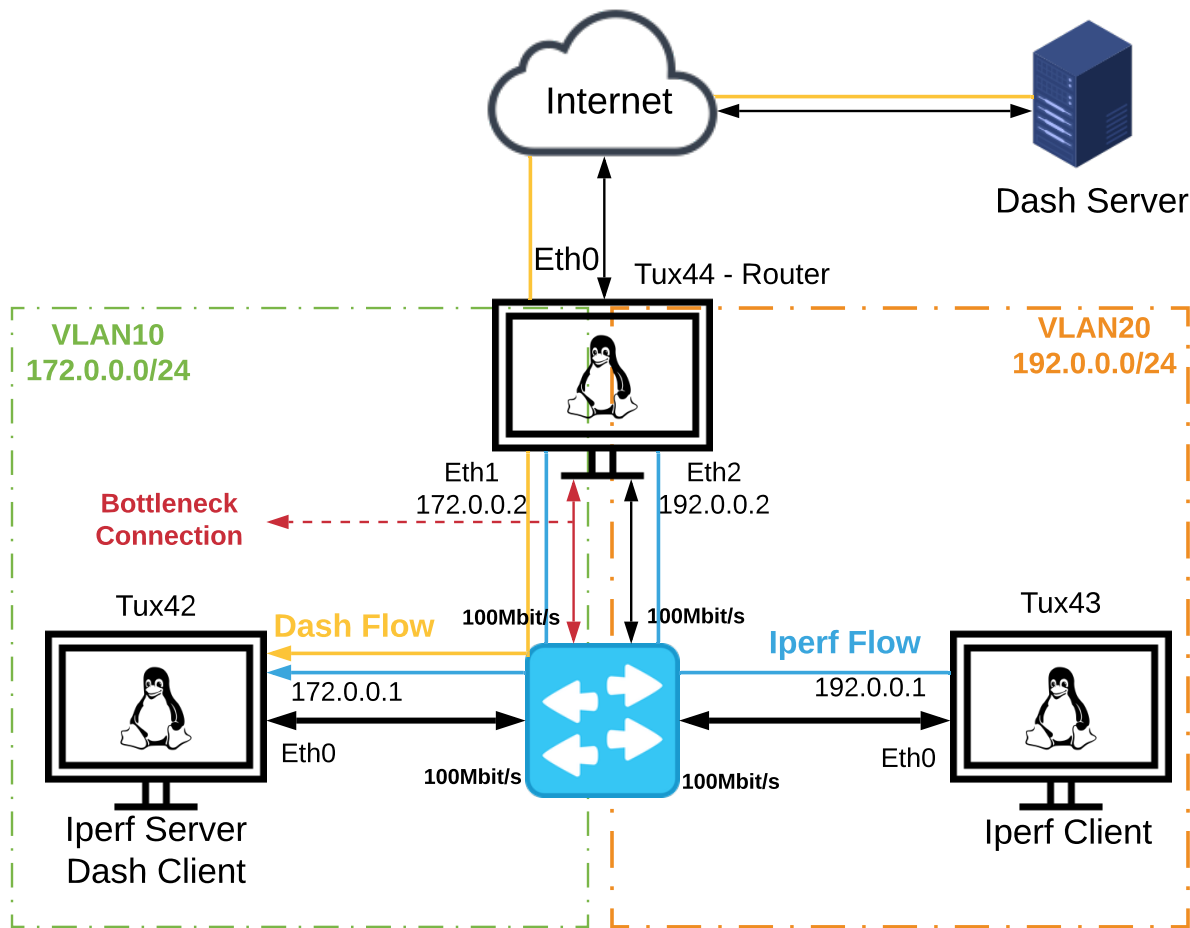 Internet
Dash Server
Eth0
Tux44 - Router
VLAN10
172.0.0.0/24
VLAN20
192.0.0.0/24
Eth1
172.0.0.2
Eth2
192.0.0.2
Bottleneck
Connection
Tux42
Dash Flow
100Mbit/s
100Mbit/s
Iperf Flow
Tux43
172.0.0.1
192.0.0.1
Eth0
Eth0
100Mbit/s
100Mbit/s
Iperf Server
Dash Client
Iperf Client